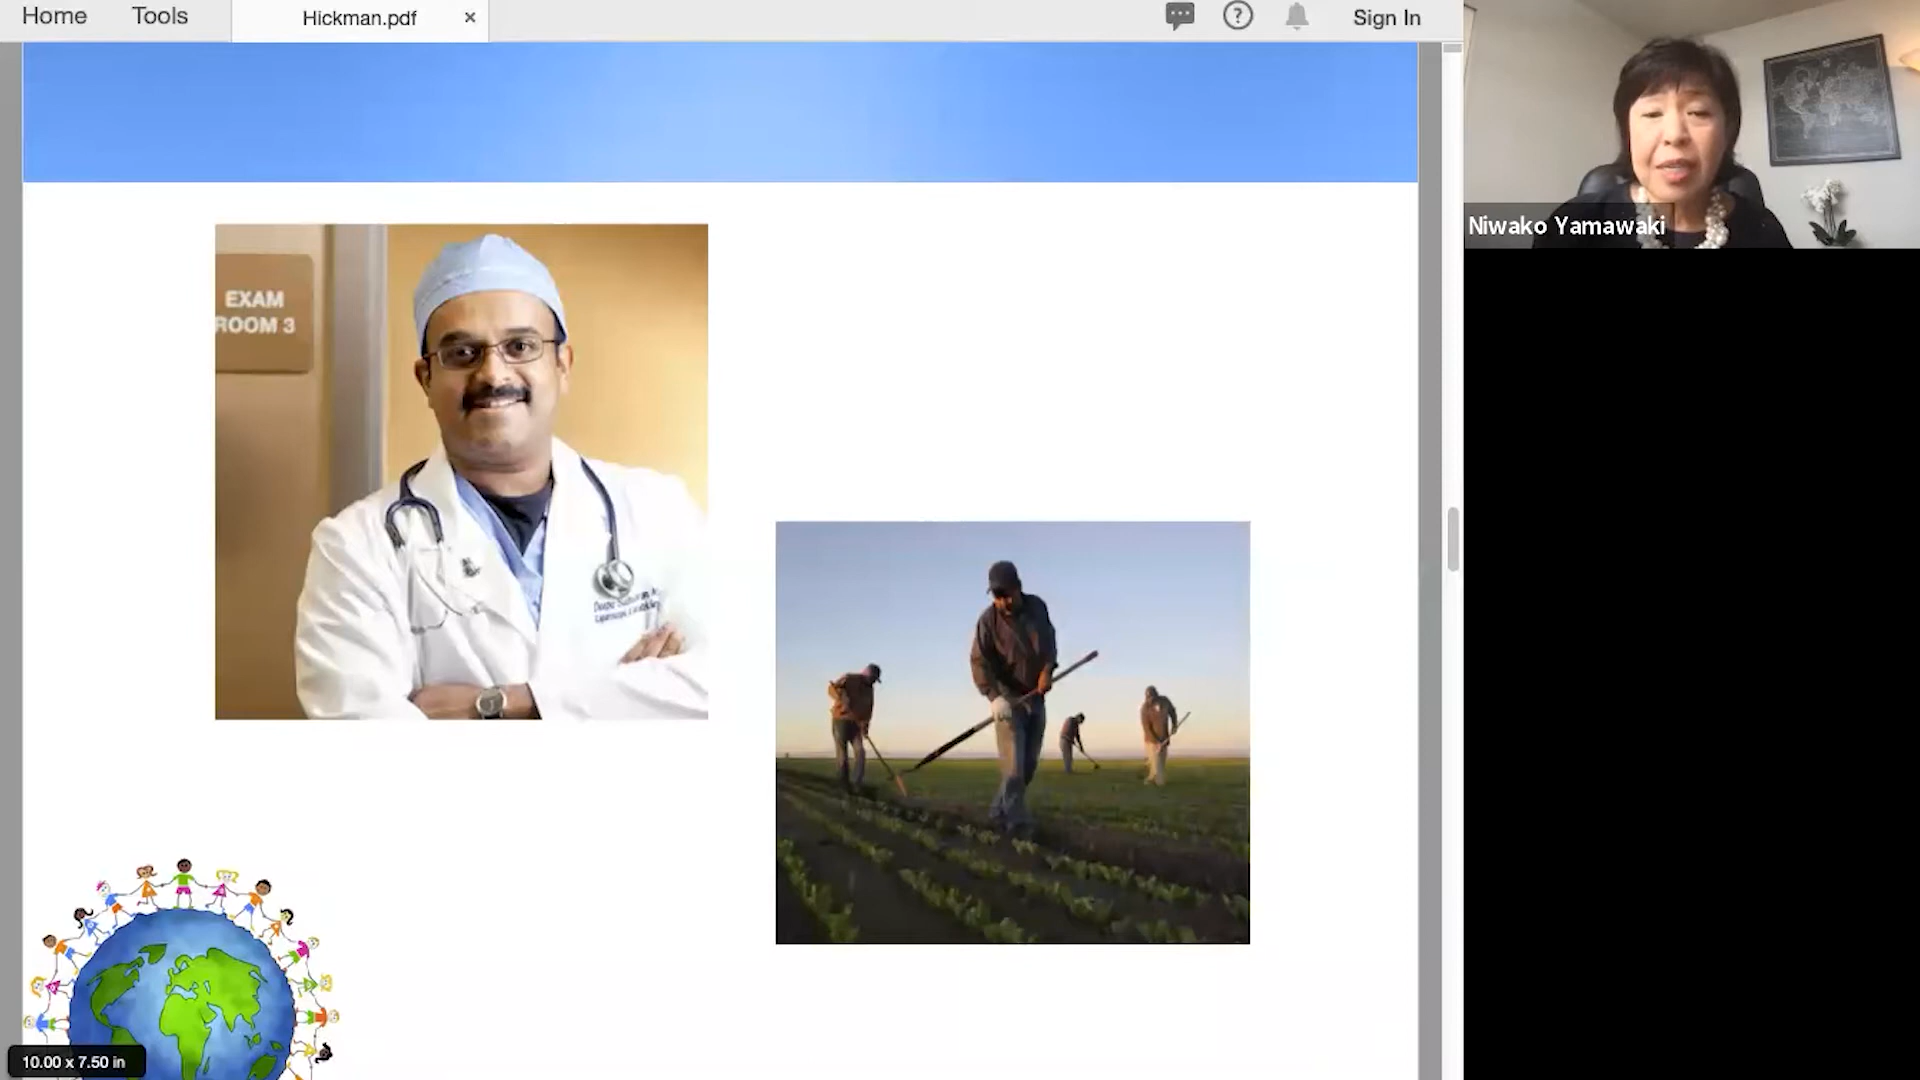 Home
Tools
Hickman.pdf
×
Sign In
Niwako Yamawaki
EXAM
ROOM 3
10.00 x 7.50 in